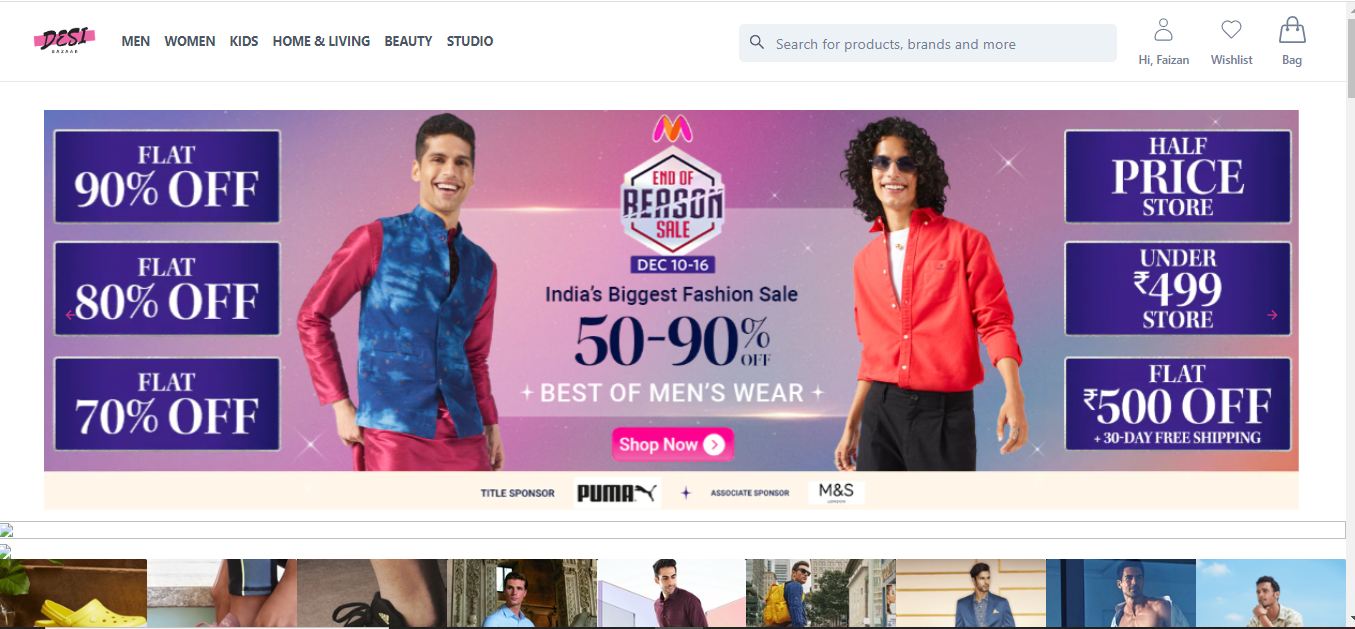 DESI
BAZAAR
MEN WOMEN KIDS HOME & LIVING BEAUTY STUDIO
Search for products, brands and more
Hi, Faizan
Wishlist
Bag
FLAT
90% OFF
FLAT
80% OFF
FLAT
70% OFF
END OF
REASON
SALE
DEC 10-16
India's Biggest Fashion Sale
50-90% OFF
BEST OF MEN'S WEAR
Shop Now
HALF
PRICE
STORE
UNDER
₹499
STORE
FLAT
₹500 OFF
+ 30-DAY FREE SHIPPING
TITLE SPONSOR PUMA ASSOCIATE SPONSOR M&S
LONDON